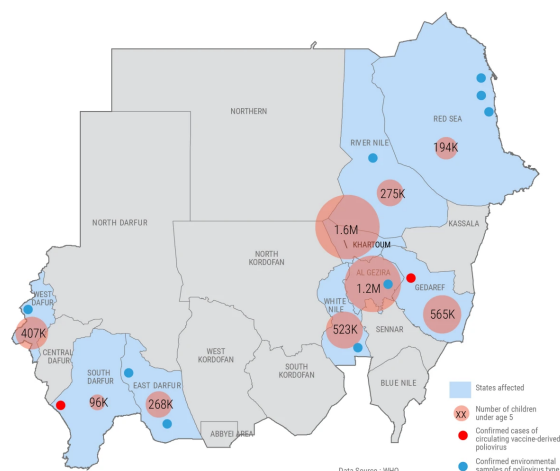 NORTHERN
RED SEA
RIVER NILE
194K
275K
KASSALA
NORTH DARFUR
1.6M
KHARTOUM
NORTH
KORDOFAN
AL GEZIRA
1.2M
GEDAREF
WEST
DAFUR
WHITE
NILE
565K
407K
523K
SENNAR
CENTRAL
DAFUR
WEST
KORDOFAN
SOUTH
KORDOFAN
SOUTH
DARFUR
EAST DARFUR
BLUE NILE
96K
268K
ABBYEI AREA
States affected
XX
Number of children
under age 5
Confirmed cases of
circulating vaccine-derived
poliovirus
Confirmed environmental
samples of poliovirus type
Data Source : WHO